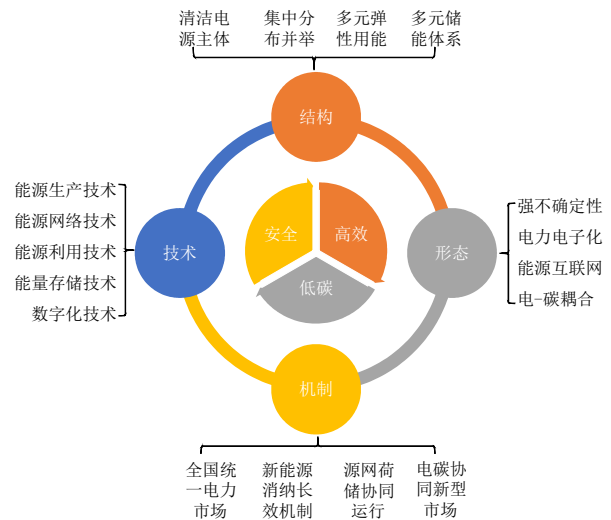 清洁电
源主体
集中分
布并举
多元弹
性用能
多元储
能体系
结构
能源生产技术
能源网络技术
能源利用技术
能量存储技术
数字化技术
技术
安全
高效
低碳
形态
强不确定性
电力电子化
能源互联网
电-碳耦合
机制
全国统
一电力
市场
新能源
消纳长
效机制
源网荷
储协同
运行
电碳协
同新型
市场